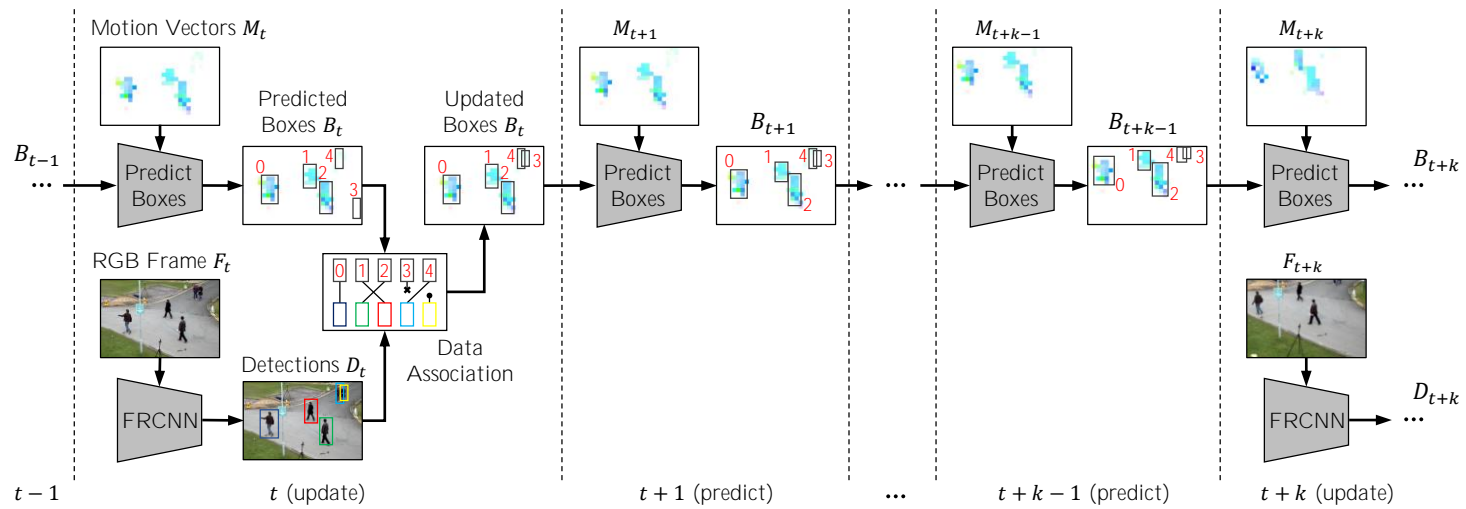 Motion Vectors M_t
M_{t+1}
M_{t+k-1}
M_{t+k}
Predicted
Boxes B_t
Updated
Boxes B_t
B_{t+1}
B_{t+k-1}
B_{t-1}
...
Predict
Boxes
0
1
4
2
3
0
1
4
3
2
Predict
Boxes
0
1
4
3
2
...
Predict
Boxes
1
4
3
0
2
Predict
Boxes
B_{t+k}
...
RGB Frame F_t
0 1 2 3 4
F_{t+k}
Detections D_t
Data
Association
FRCNN
FRCNN
D_{t+k}
...
t − 1
t (update)
t + 1 (predict)
...
t + k − 1 (predict)
t + k (update)